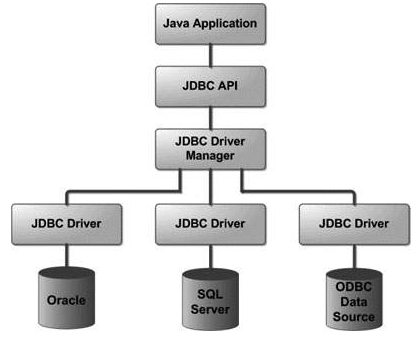 Java Application
JDBC API
JDBC Driver
Manager
JDBC Driver
JDBC Driver
JDBC Driver
Oracle
SQL
Server
ODBC
Data
Source